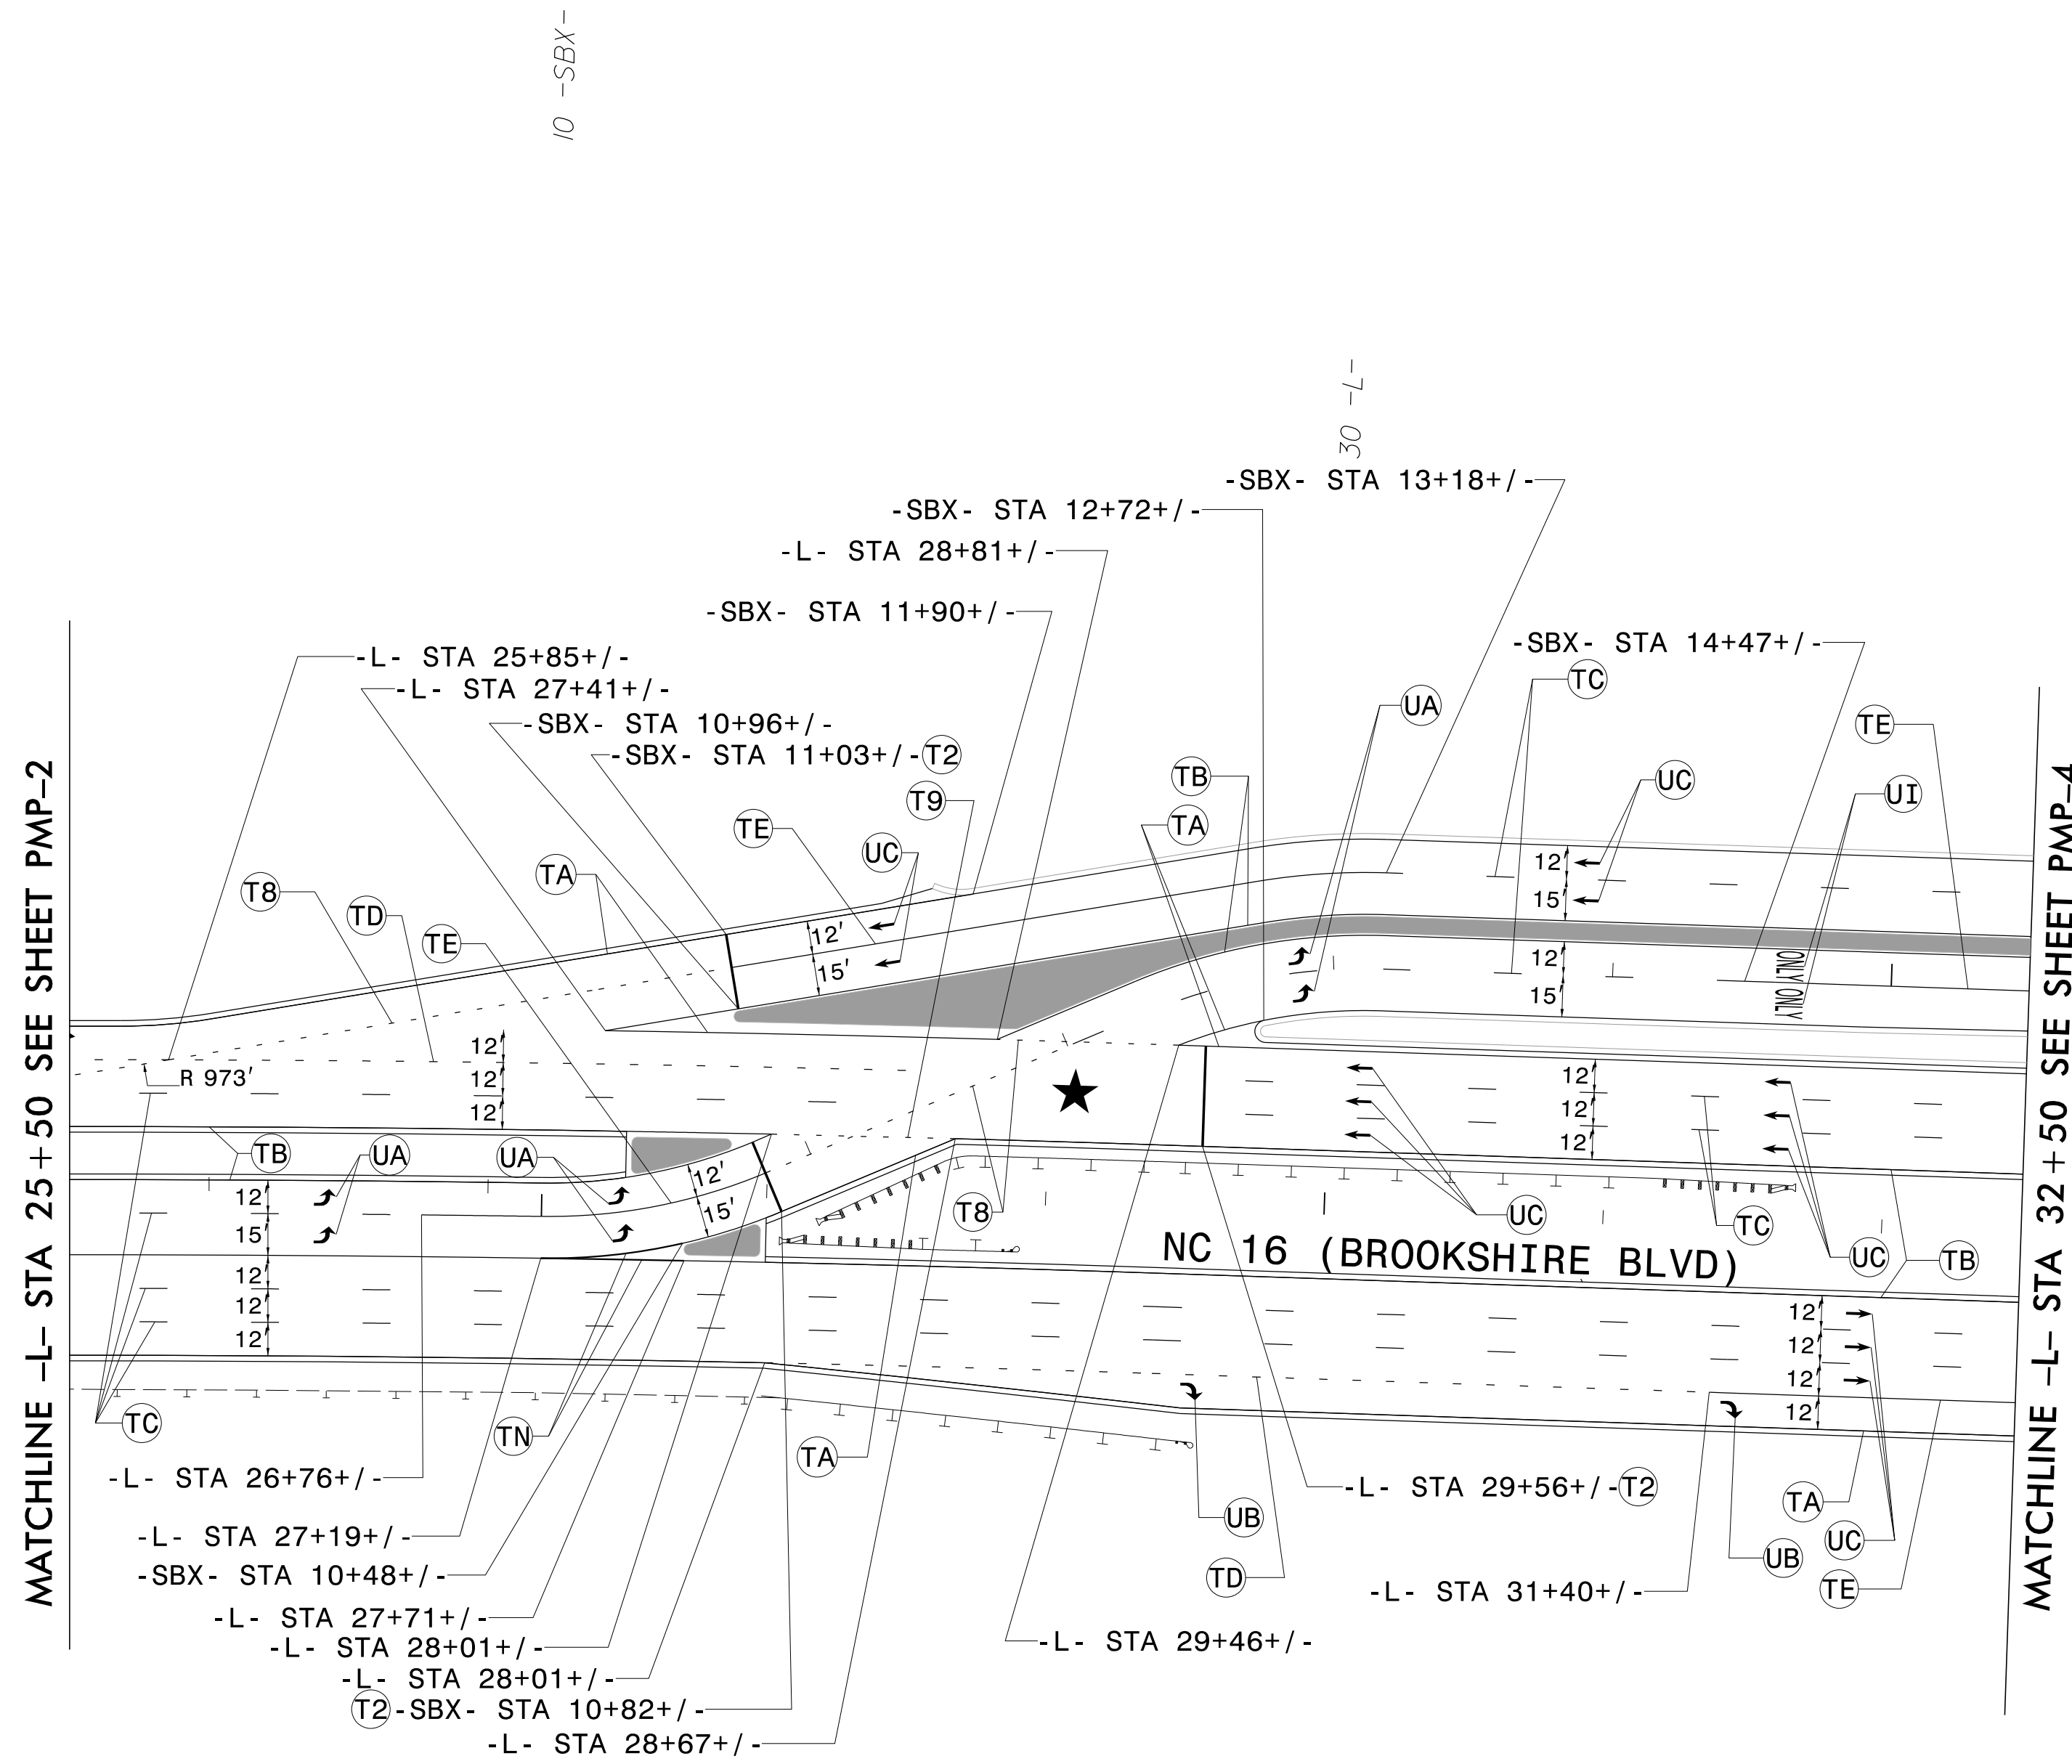 10 -SBX-
30 -L-
-SBX- STA 13+18+/-
-SBX- STA 12+72+/-
-L- STA 28+81+/-
-SBX- STA 11+90+/-
-SBX- STA 14+47+/-
-L- STA 25+85+/-
-L- STA 27+41+/-
-SBX- STA 10+96+/-
-SBX- STA 11+03+/- T2
TC
UA
TE
TB
UC
UI
T9
TA
TE
UC
TA
T8
TD
TE
MATCHLINE -L- STA 25+50 SEE SHEET PMP-2
MATCHLINE -L- STA 32+50 SEE SHEET PMP-4
12'
15'
12'
15'
12'
15'
ONLY ONLY
R 973'
12'
12'
12'
12'
12'
12'
TB
UA
UA
12'
15'
12'
15'
12'
12'
12'
T8
UC
TC
UC
TB
NC 16 (BROOKSHIRE BLVD)
12'
12'
12'
12'
TC
TN
TA
-L- STA 26+76+/-
-L- STA 29+56+/- T2
TA
UB
-L- STA 27+19+/-
UC
UB
-SBX- STA 10+48+/-
TD
-L- STA 31+40+/-
TE
-L- STA 27+71+/-
-L- STA 28+01+/-
-L- STA 29+46+/-
-L- STA 28+01+/-
T2 -SBX- STA 10+82+/-
-L- STA 28+67+/-